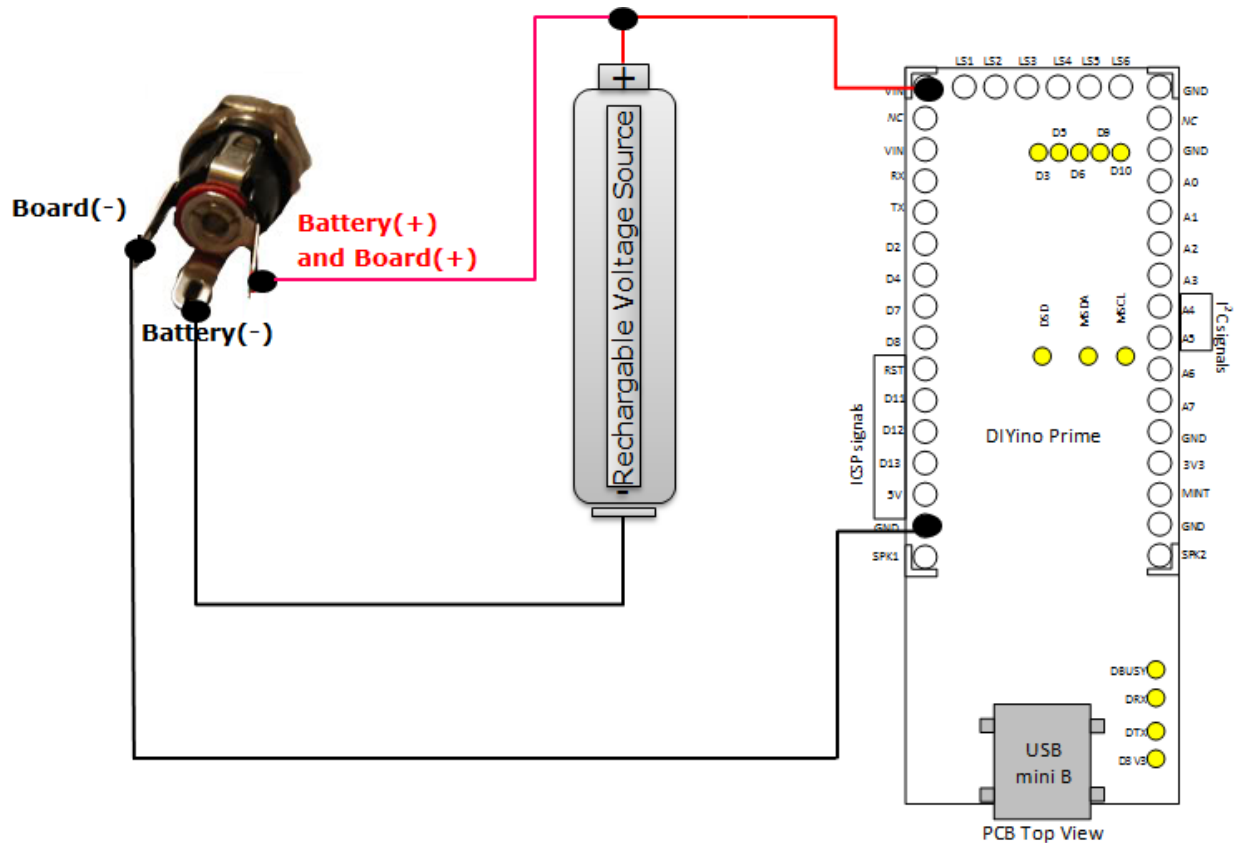 Board(-)
Battery(+)
and Board(+)
Battery(-)
+
Rechargable Voltage Source
-
LS1 LS2 LS3 LS4 LS5 LS6
VIN
NC
VIN
RX
TX
D2
D4
D7
D8
RST
D11
D12
D13
5V
GND
SPK1
ICSP signals
D5 D9
D3 D6 D10
DSD MSDA MSCL
DIYino Prime
GND
NC
GND
A0
A1
A2
A3
A4
A5
A6
A7
GND
3V3
MINT
GND
SPK2
I²C signals
DBUSY
DRX
DTX
D3V3
USB
mini B
PCB Top View